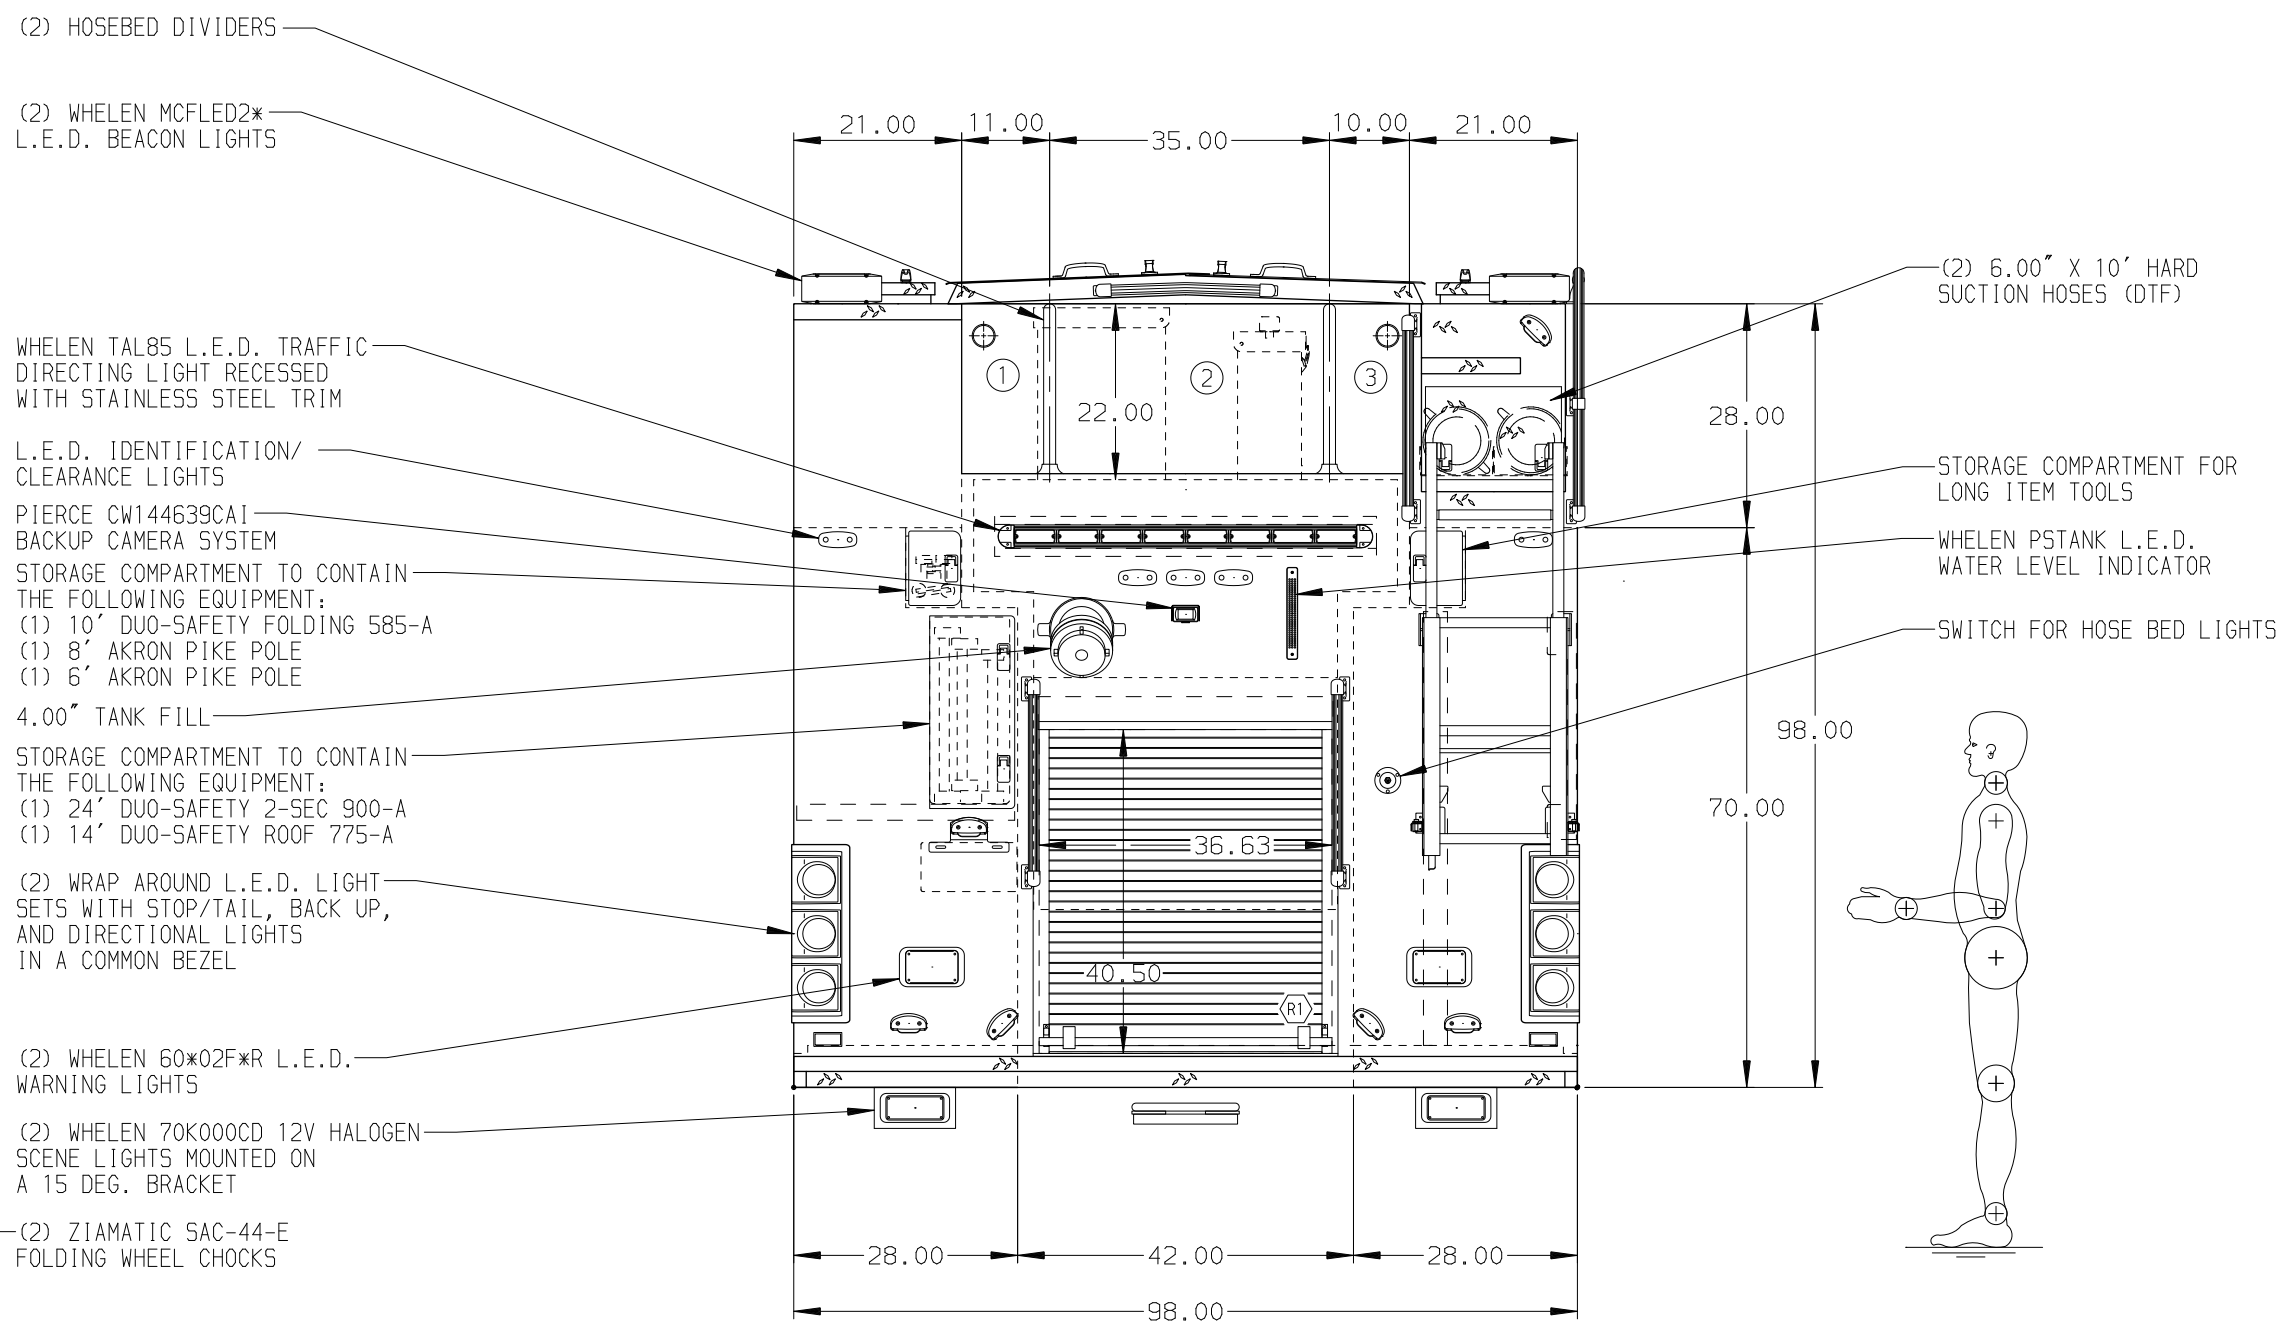 (2) HOSEBED DIVIDERS
(2) WHELEN MCFLED2*
L.E.D. BEACON LIGHTS
WHELEN TAL85 L.E.D. TRAFFIC
DIRECTING LIGHT RECESSED
WITH STAINLESS STEEL TRIM
L.E.D. IDENTIFICATION/
CLEARANCE LIGHTS
PIERCE CW144639CAI
BACKUP CAMERA SYSTEM
STORAGE COMPARTMENT TO CONTAIN
THE FOLLOWING EQUIPMENT:
(1) 10' DUO-SAFETY FOLDING 585-A
(1) 8' AKRON PIKE POLE
(1) 6' AKRON PIKE POLE
4.00" TANK FILL
STORAGE COMPARTMENT TO CONTAIN
THE FOLLOWING EQUIPMENT:
(1) 24' DUO-SAFETY 2-SEC 900-A
(1) 14' DUO-SAFETY ROOF 775-A
(2) WRAP AROUND L.E.D. LIGHT
SETS WITH STOP/TAIL, BACK UP,
AND DIRECTIONAL LIGHTS
IN A COMMON BEZEL
(2) WHELEN 60*02F*R L.E.D.
WARNING LIGHTS
(2) WHELEN 70K000CD 12V HALOGEN
SCENE LIGHTS MOUNTED ON
A 15 DEG. BRACKET
(2) ZIAMATIC SAC-44-E
FOLDING WHEEL CHOCKS
21.00
11.00
35.00
10.00
21.00
1
2
3
22.00
36.63
40.50
R1
28.00
42.00
28.00
98.00
28.00
98.00
70.00
(2) 6.00" X 10' HARD
SUCTION HOSES (DTF)
STORAGE COMPARTMENT FOR
LONG ITEM TOOLS
WHELEN PSTANK L.E.D.
WATER LEVEL INDICATOR
SWITCH FOR HOSE BED LIGHTS